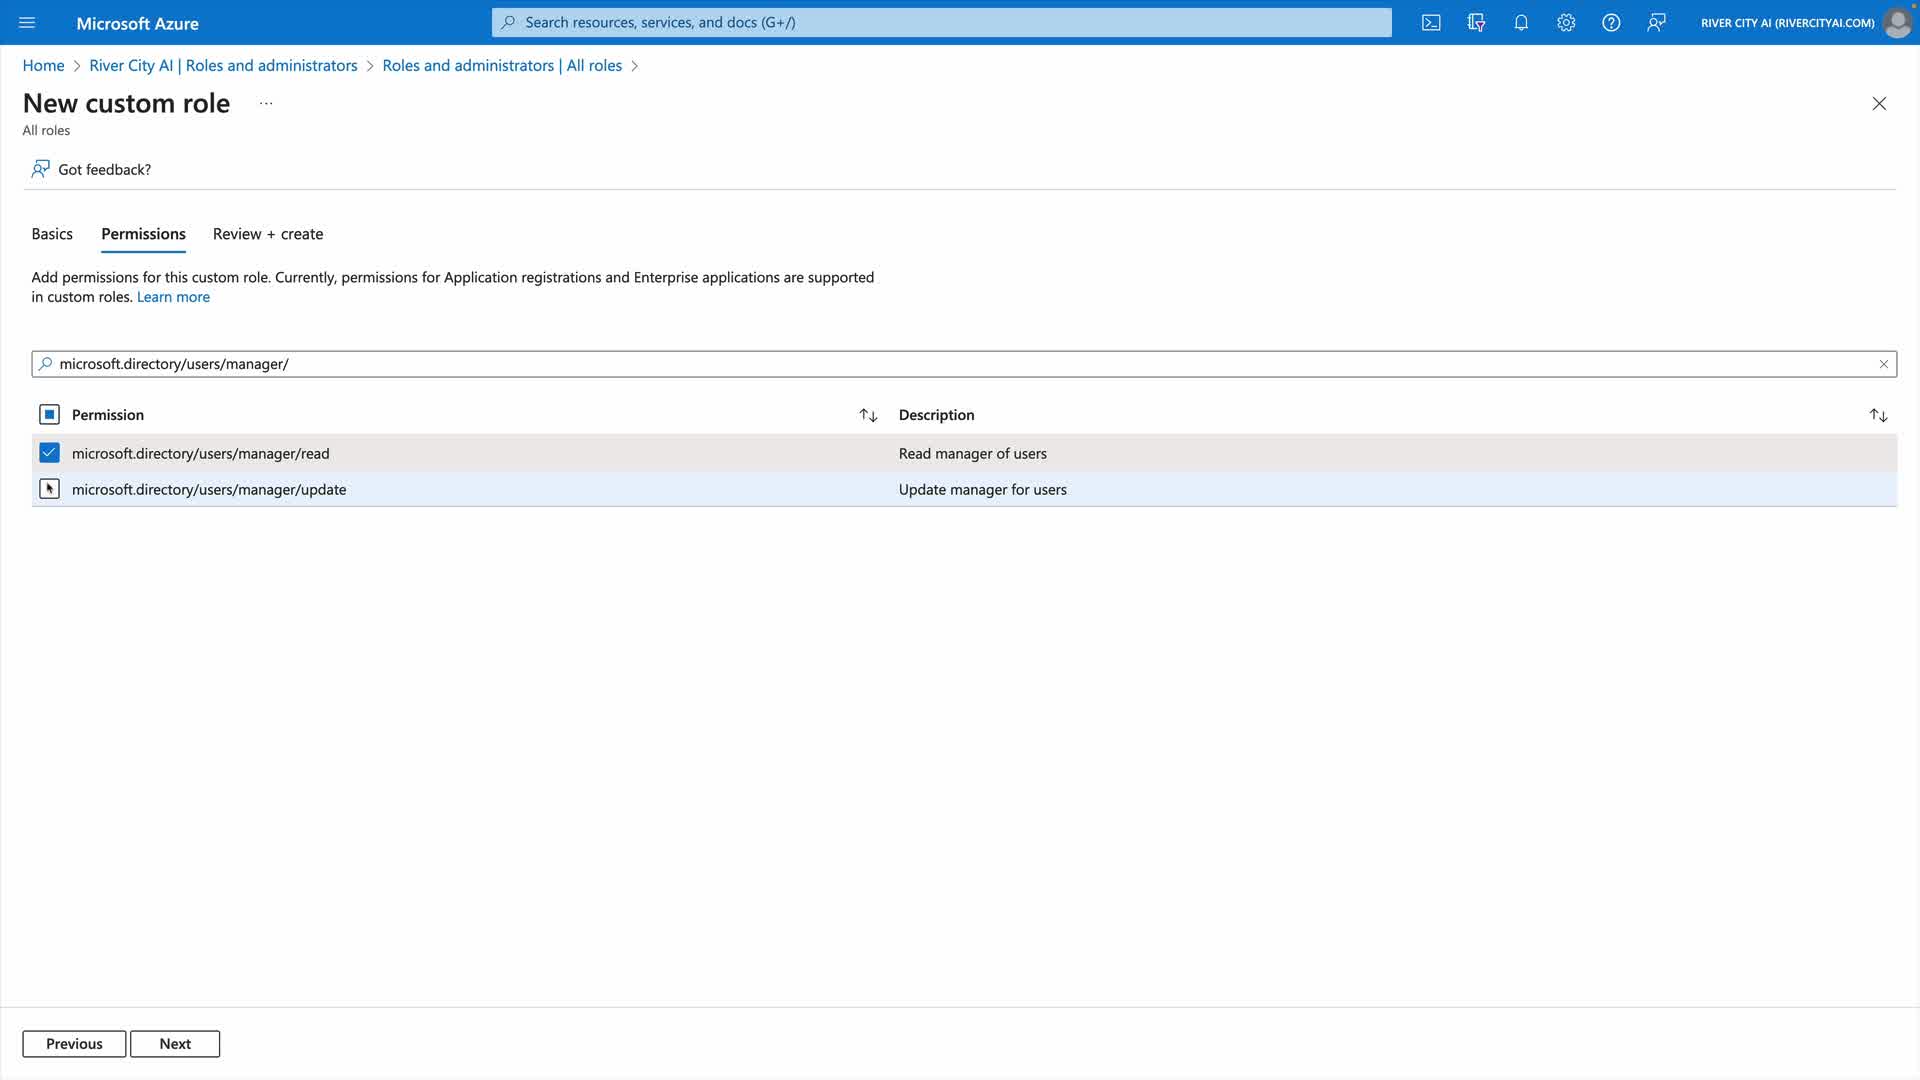 Microsoft Azure
Search resources, services, and docs (G+/)
RIVER CITY AI (RIVERCITYAI.COM)
Home > River City AI | Roles and administrators > Roles and administrators | All roles >
New custom role ...
All roles
Got feedback?
Basics Permissions Review + create
Add permissions for this custom role. Currently, permissions for Application registrations and Enterprise applications are supported
in custom roles. Learn more
microsoft.directory/users/manager/
Permission Description
microsoft.directory/users/manager/read Read manager of users
microsoft.directory/users/manager/update Update manager for users
Previous Next